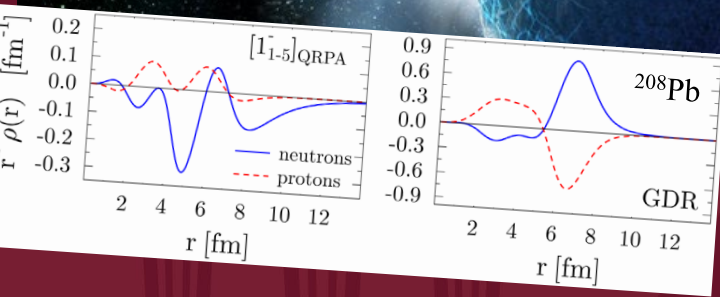 0.2
0.1
0.0
-0.1
-0.2
-0.3
r ρ(r) [fm⁻¹]
[1⁻₁₋₅]QRPA
neutrons
protons
2 4 6 8 10 12
r [fm]
0.9
0.6
0.3
0.0
-0.3
-0.6
-0.9
²⁰⁸Pb
GDR
2 4 6 8 10 12
r [fm]